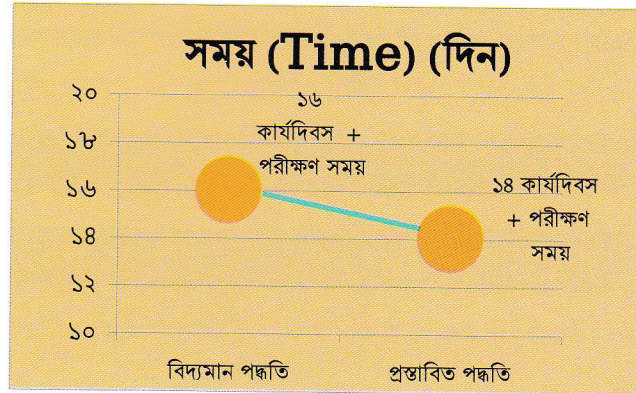 সময় (Time) (দিন)
২০
১৮
১৬
১৪
১২
১০
১৬
কার্যদিবস +
পরীক্ষণ সময়
১৪ কার্যদিবস
+ পরীক্ষণ
সময়
বিদ্যমান পদ্ধতি
প্রস্তাবিত পদ্ধতি